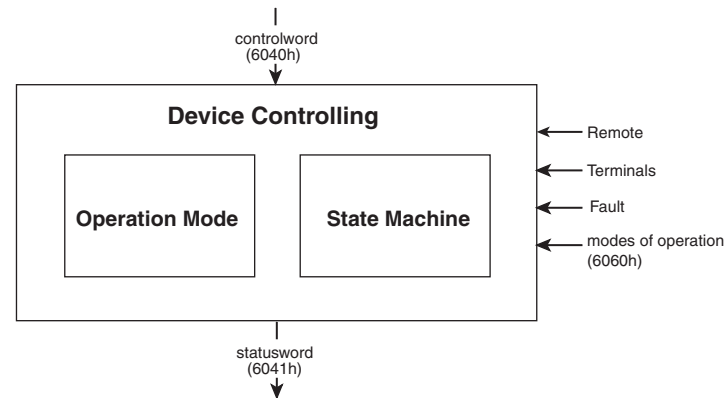 controlword
(6040h)
Device Controlling
Operation Mode
State Machine
Remote
Terminals
Fault
modes of operation
(6060h)
statusword
(6041h)